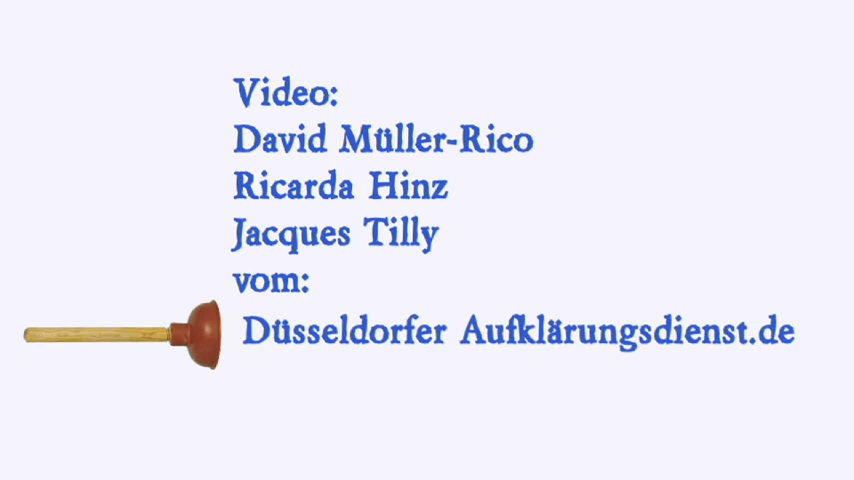 Video:
David Müller-Rico
Ricarda Hinz
Jacques Tilly
vom:
Düsseldorfer Aufklärungsdienst.de